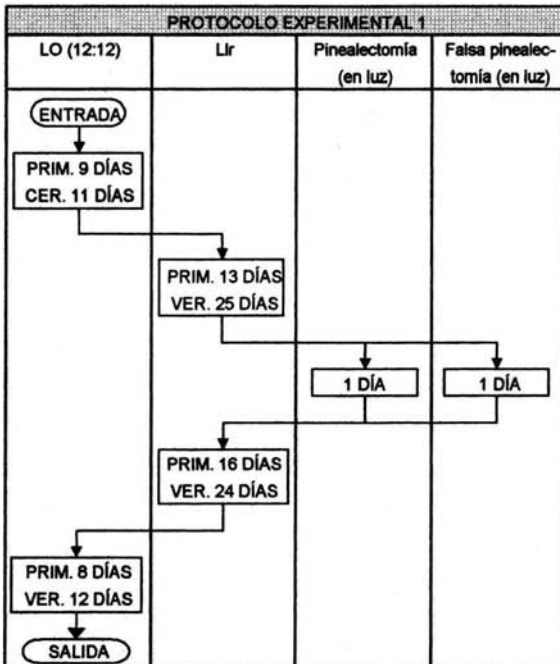 PROTOCOLO EXPERIMENTAL 1
LO (12:12)
Llr
Pinealectomía
(en luz)
Falsa pinealec-
tomía (en luz)
ENTRADA
PRIM. 9 DÍAS
CER. 11 DÍAS
PRIM. 13 DÍAS
VER. 25 DÍAS
1 DÍA
1 DÍA
PRIM. 16 DÍAS
VER. 24 DÍAS
PRIM. 8 DÍAS
VER. 12 DÍAS
SALIDA